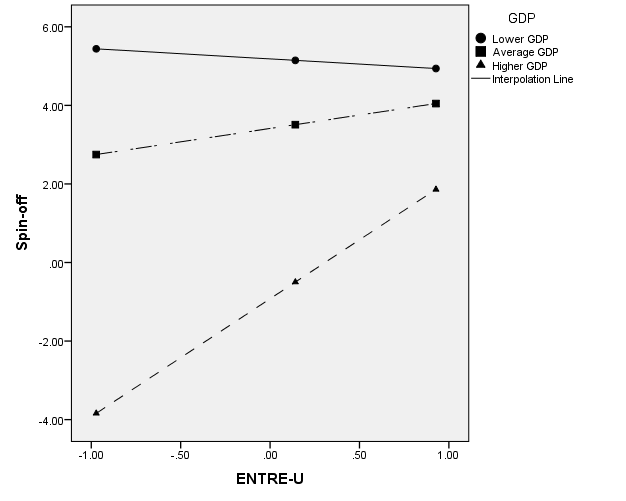 GDP
Lower GDP
Average GDP
Higher GDP
Interpolation Line
6.00
4.00
2.00
.00
-2.00
-4.00
Spin-off
-1.00 -.50 .00 .50 1.00
ENTRE-U